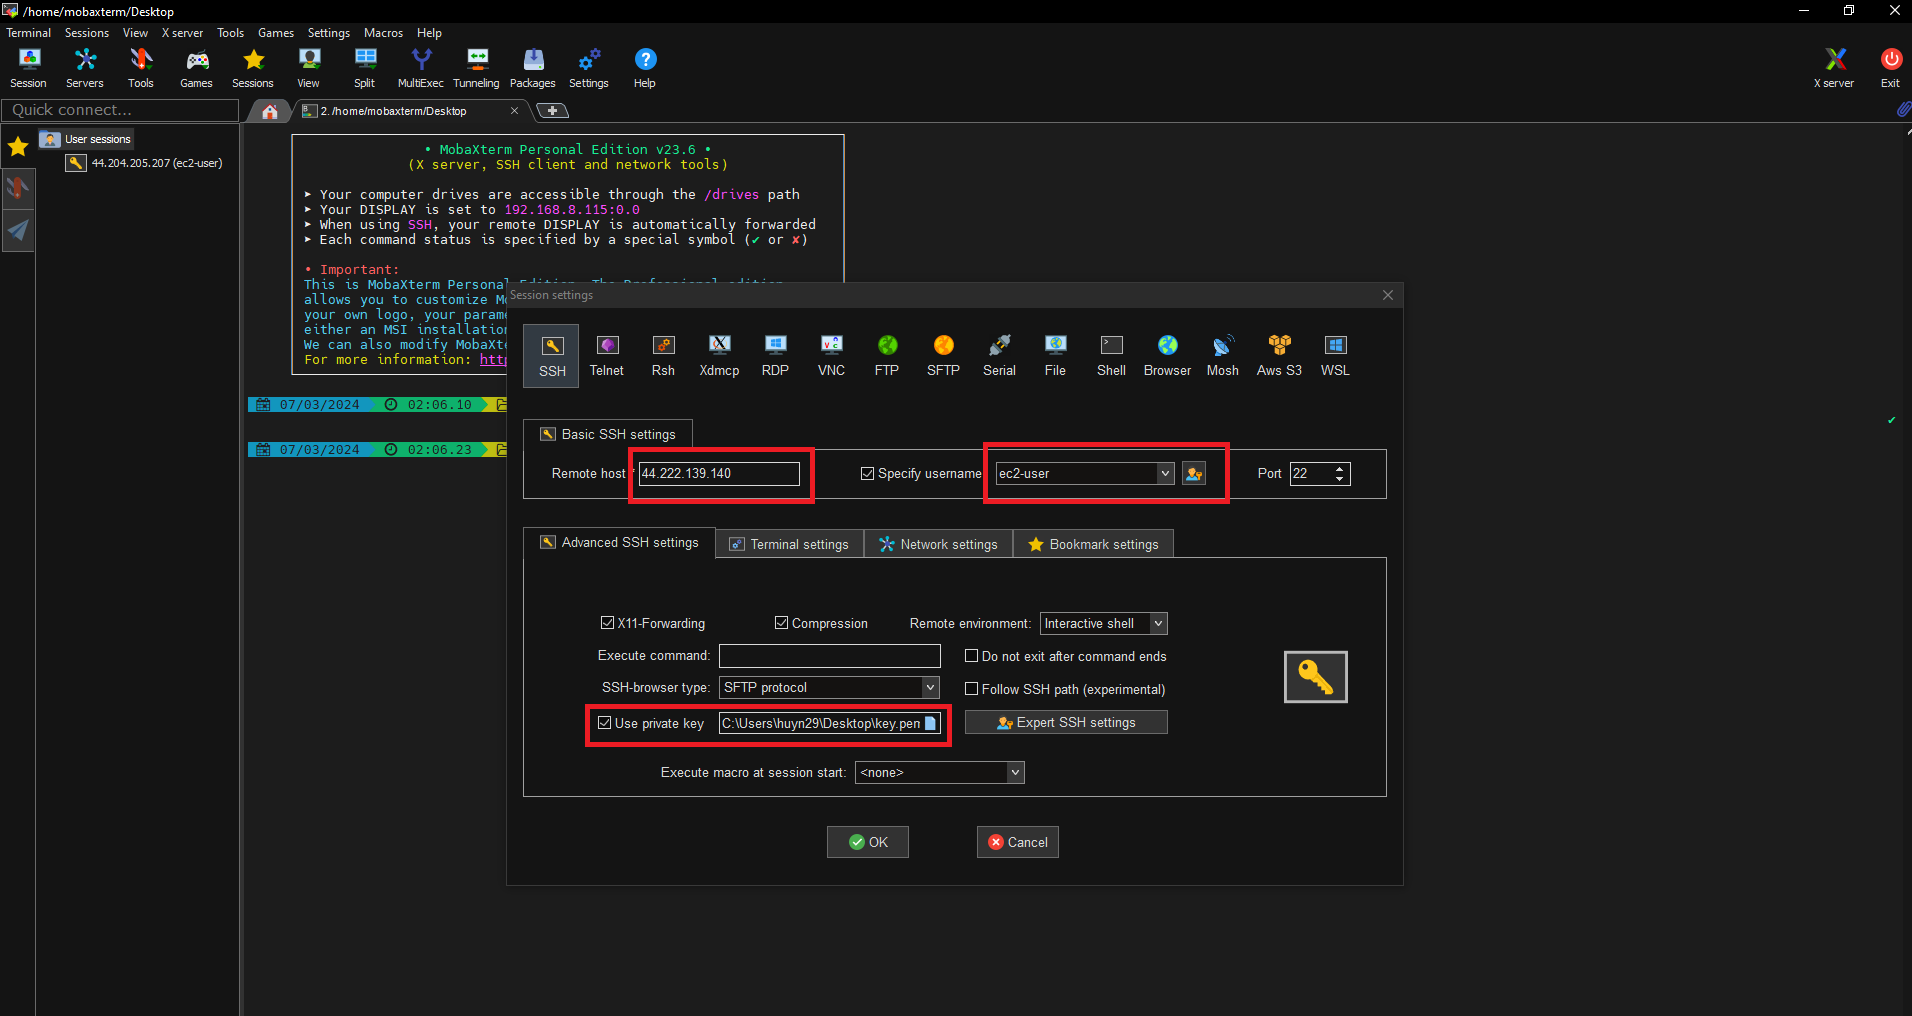 /home/mobaxterm/Desktop
Terminal Sessions View X server Tools Games Settings Macros Help
Session Servers Tools Games Sessions View Split MultiExec Tunneling Packages Settings Help X server Exit
Quick connect...
2. /home/mobaxterm/Desktop
User sessions
44.204.205.207 (ec2-user)
• MobaXterm Personal Edition v23.6 •
(X server, SSH client and network tools)
➤ Your computer drives are accessible through the /drives path
➤ Your DISPLAY is set to 192.168.8.115:0.0
➤ When using SSH, your remote DISPLAY is automatically forwarded
➤ Each command status is specified by a special symbol (✔ or ✘)
• Important:
This is MobaXterm Personal Edition. The Professional edition
allows you to customize
your own logo, your
either an MSI installation
We can also modify
For more information:
07/03/2024 02:06.10
07/03/2024 02:06.23
Session settings
SSH Telnet Rsh Xdmcp RDP VNC FTP SFTP Serial File Shell Browser Mosh Aws S3 WSL
Basic SSH settings
Remote host * 44.222.139.140 Specify username ec2-user Port 22
Advanced SSH settings Terminal settings Network settings Bookmark settings
X11-Forwarding Compression Remote environment: Interactive shell
Execute command: Do not exit after command ends
SSH-browser type: SFTP protocol Follow SSH path (experimental)
Use private key C:\Users\huyn29\Desktop\key.pem Expert SSH settings
Execute macro at session start: <none>
OK Cancel